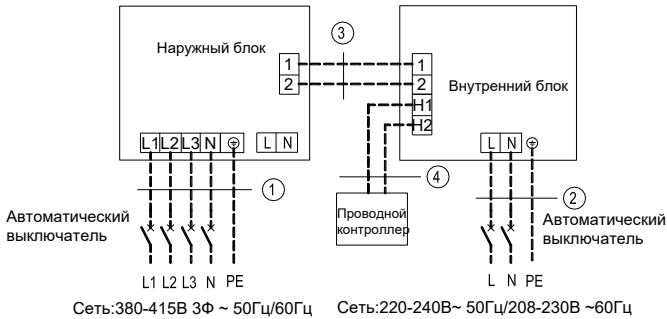 Наружный блок
1
2
L1 L2 L3 N
L N
3
1
2
H1
H2
Внутренний блок
L N
1
4
2
Проводной
контроллер
Автоматический
выключатель
Автоматический
выключатель
L1 L2 L3 N PE
L N PE
Сеть:380-415В 3Ф ~ 50Гц/60Гц
Сеть:220-240В~ 50Гц/208-230В ~60Гц